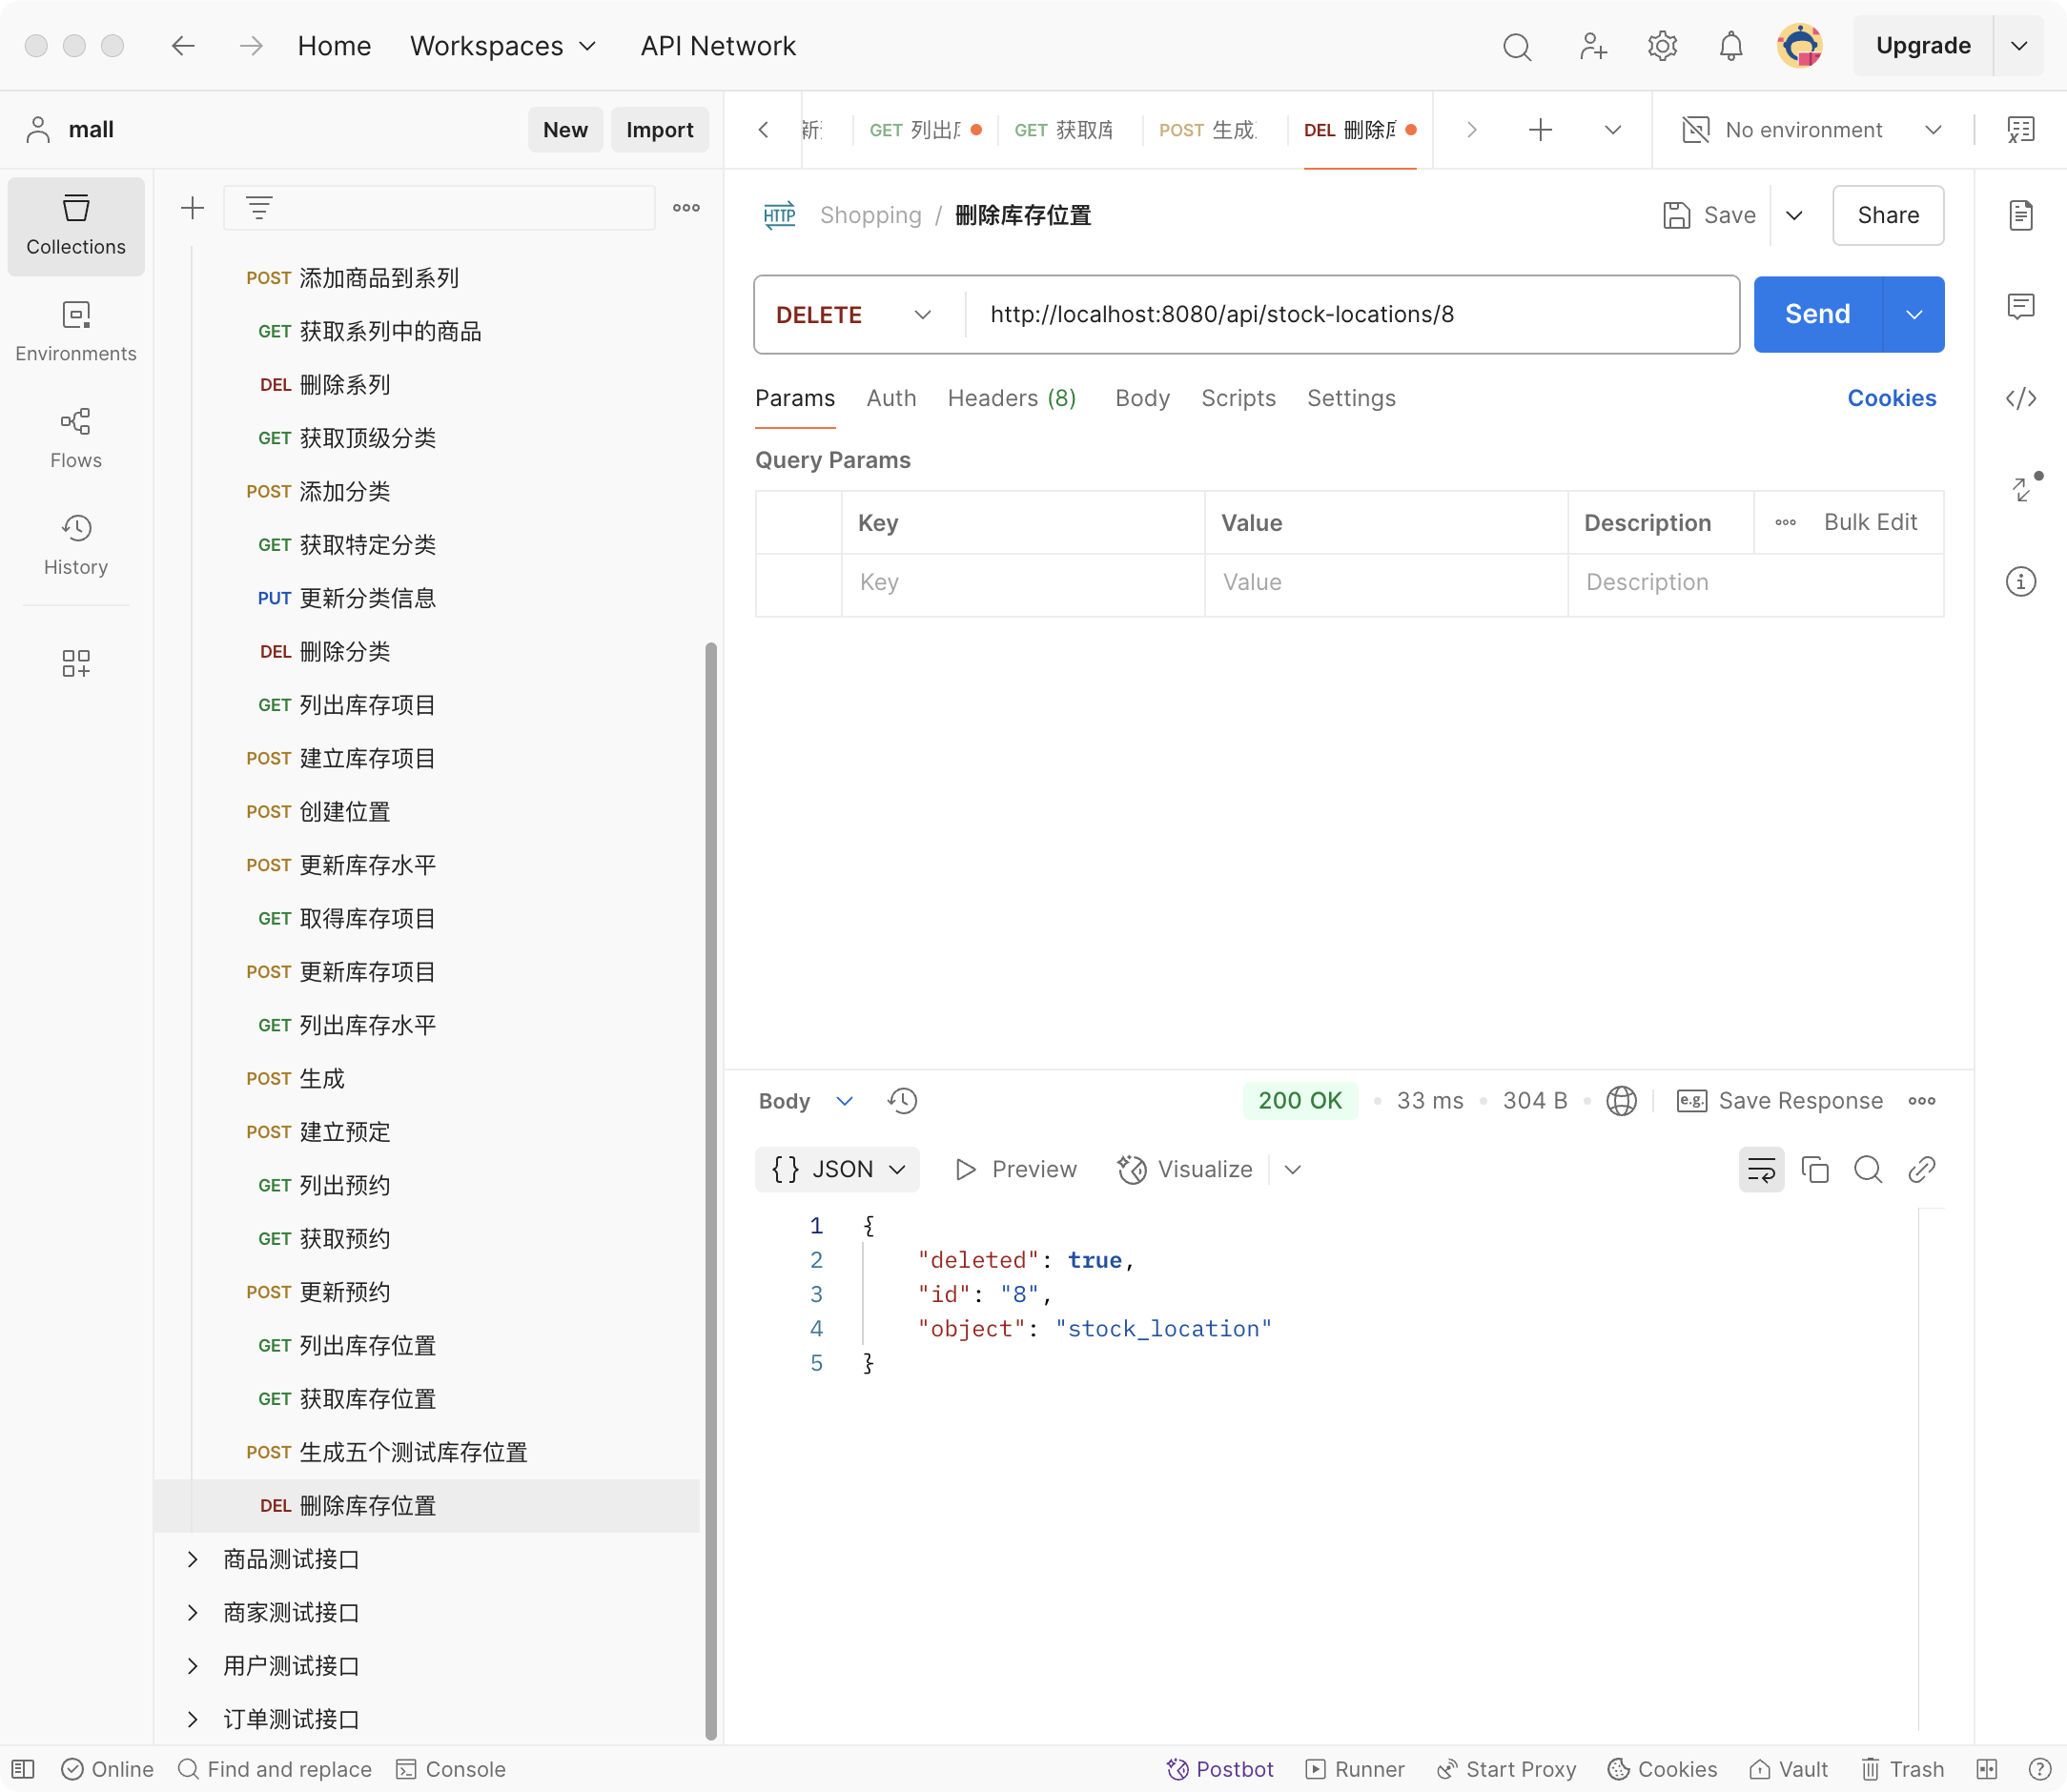 Home Workspaces API Network Upgrade
mall New Import
GET 列出 GET 获取 POST 生成 DEL 删除 No environment
Collections
Environments
Flows
History
POST 添加商品到系列
GET 获取系列中的商品
DEL 删除系列
GET 获取顶级分类
POST 添加分类
GET 获取特定分类
PUT 更新分类信息
DEL 删除分类
GET 列出库存项目
POST 建立库存项目
POST 创建位置
POST 更新库存水平
GET 取得库存项目
POST 更新库存项目
GET 列出库存水平
POST 生成
POST 建立预定
GET 列出预约
GET 获取预约
POST 更新预约
GET 列出库存位置
GET 获取库存位置
POST 生成五个测试库存位置
DEL 删除库存位置
商品测试接口
商家测试接口
用户测试接口
订单测试接口
HTTP Shopping / 删除库存位置 Save Share
DELETE http://localhost:8080/api/stock-locations/8 Send
Params Auth Headers (8) Body Scripts Settings Cookies
Query Params
Key Value Description Bulk Edit
Key Value Description
Body 200 OK 33 ms 304 B e.g. Save Response
{} JSON Preview Visualize
1 {
2 "deleted": true,
3 "id": "8",
4 "object": "stock_location"
5 }
Online Find and replace Console Postbot Runner Start Proxy Cookies Vault Trash